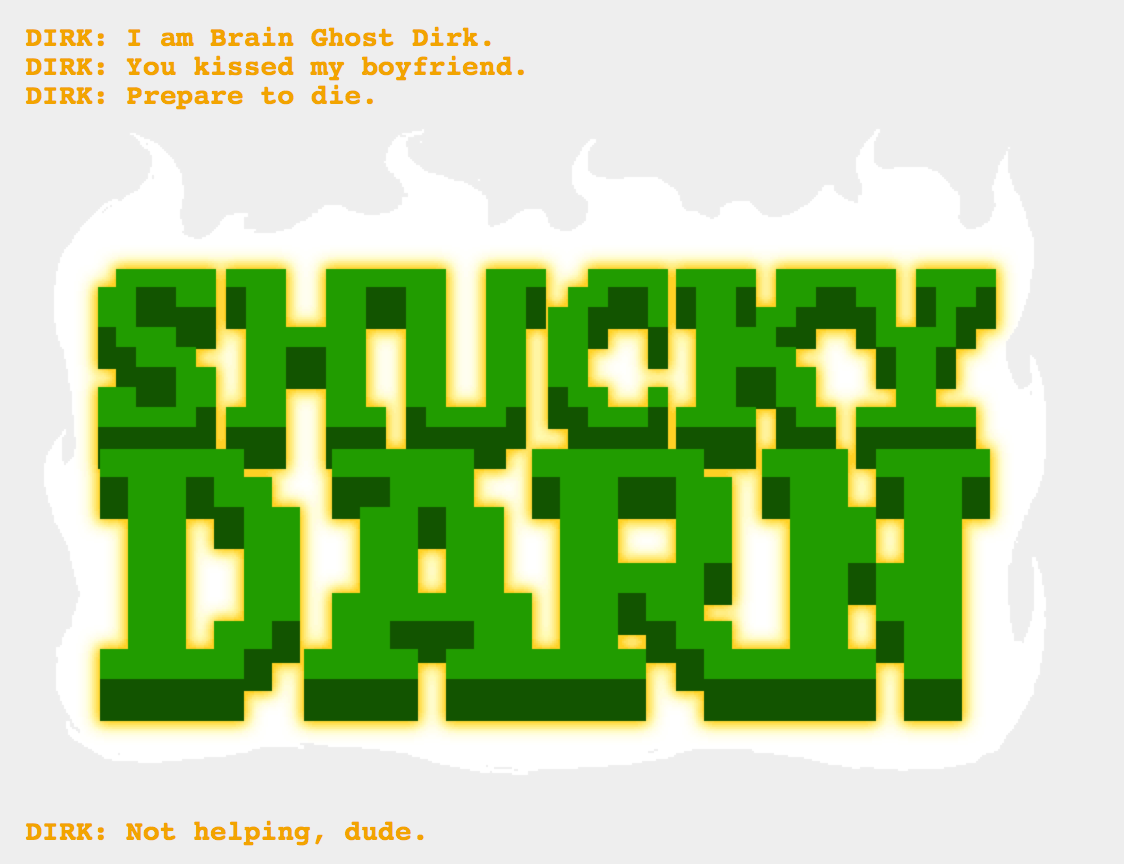 DIRK: I am Brain Ghost Dirk.
DIRK: You kissed my boyfriend.
DIRK: Prepare to die.
SHUCKY
DARN
DIRK: Not helping, dude.